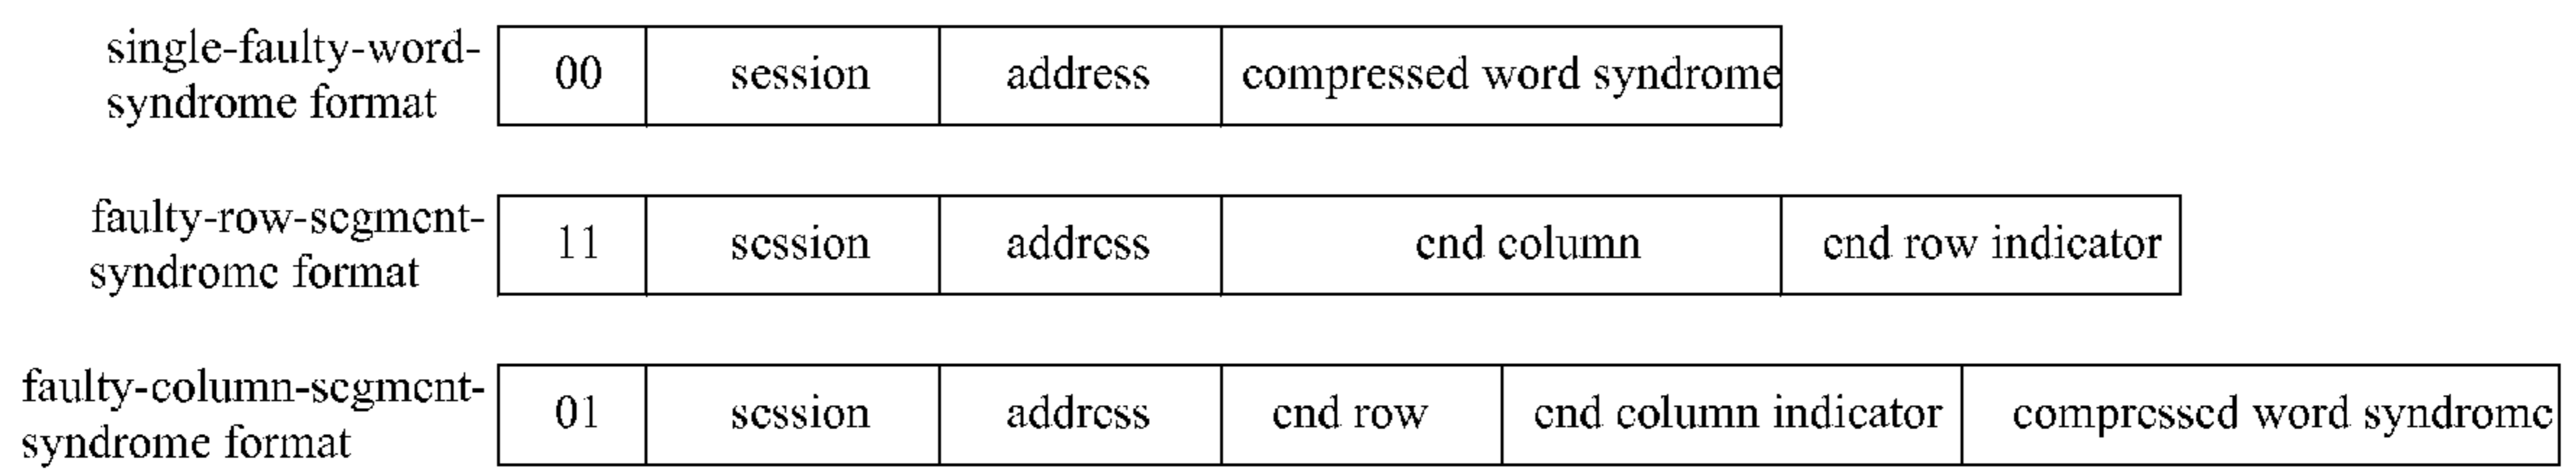 single-faulty-word-
syndrome format
00 session address compressed word syndrome
faulty-row-segment-
syndrome format
11 session address end column end row indicator
faulty-column-segment-
syndrome format
01 session address end row end column indicator compressed word syndrome